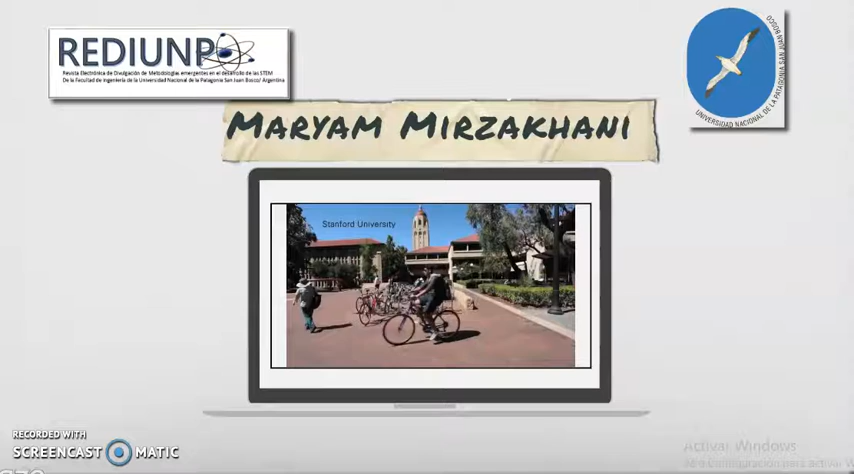 REDIUNP
Revista Electrónica de Divulgación de Metodologías emergentes en el desarrollo de las STEM
De la Facultad de Ingeniería de la Universidad Nacional de la Patagonia San Juan Bosco/ Argentina
UNIVERSIDAD NACIONAL DE LA PATAGONIA SAN JUAN BOSCO
MARYAM MIRZAKHANI
Stanford University
RECORDED WITH
SCREENCAST MATIC
Activar Windows